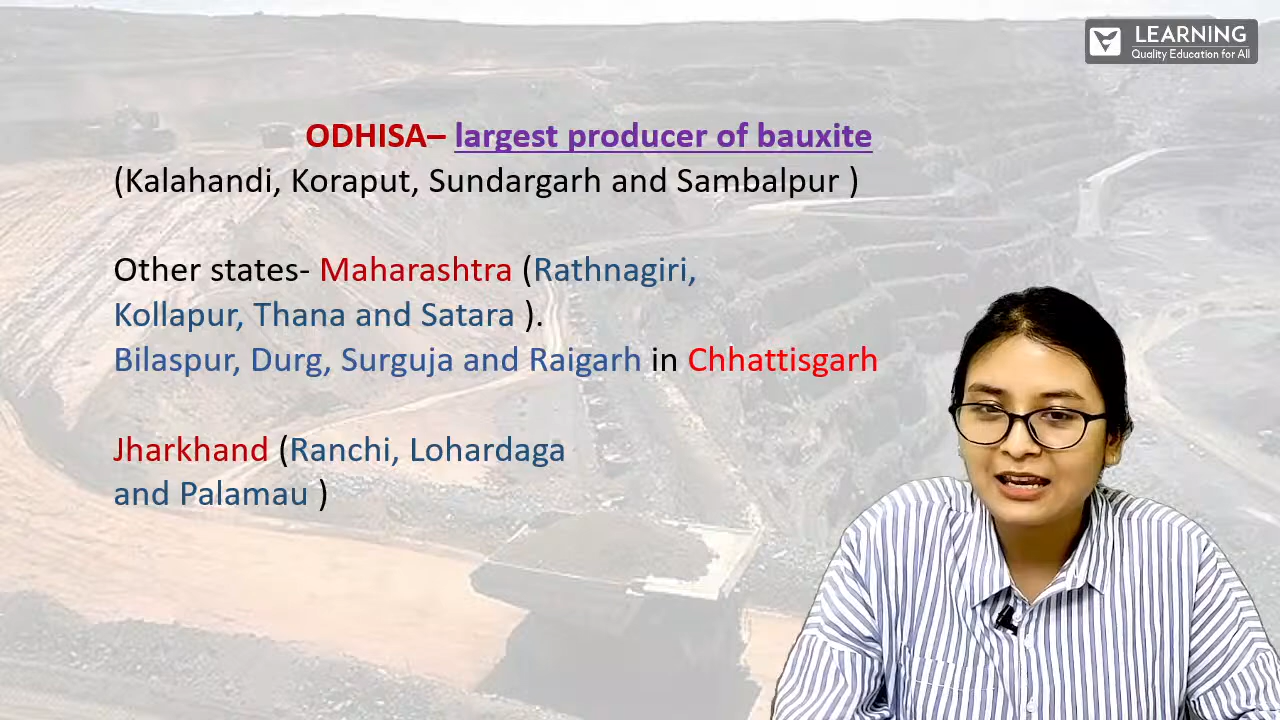 LEARNING
Quality Education for All
ODHISA– largest producer of bauxite
(Kalahandi, Koraput, Sundargarh and Sambalpur )
Other states- Maharashtra (Rathnagiri,
Kollapur, Thana and Satara ).
Bilaspur, Durg, Surguja and Raigarh in Chhattisgarh
Jharkhand (Ranchi, Lohardaga
and Palamau )